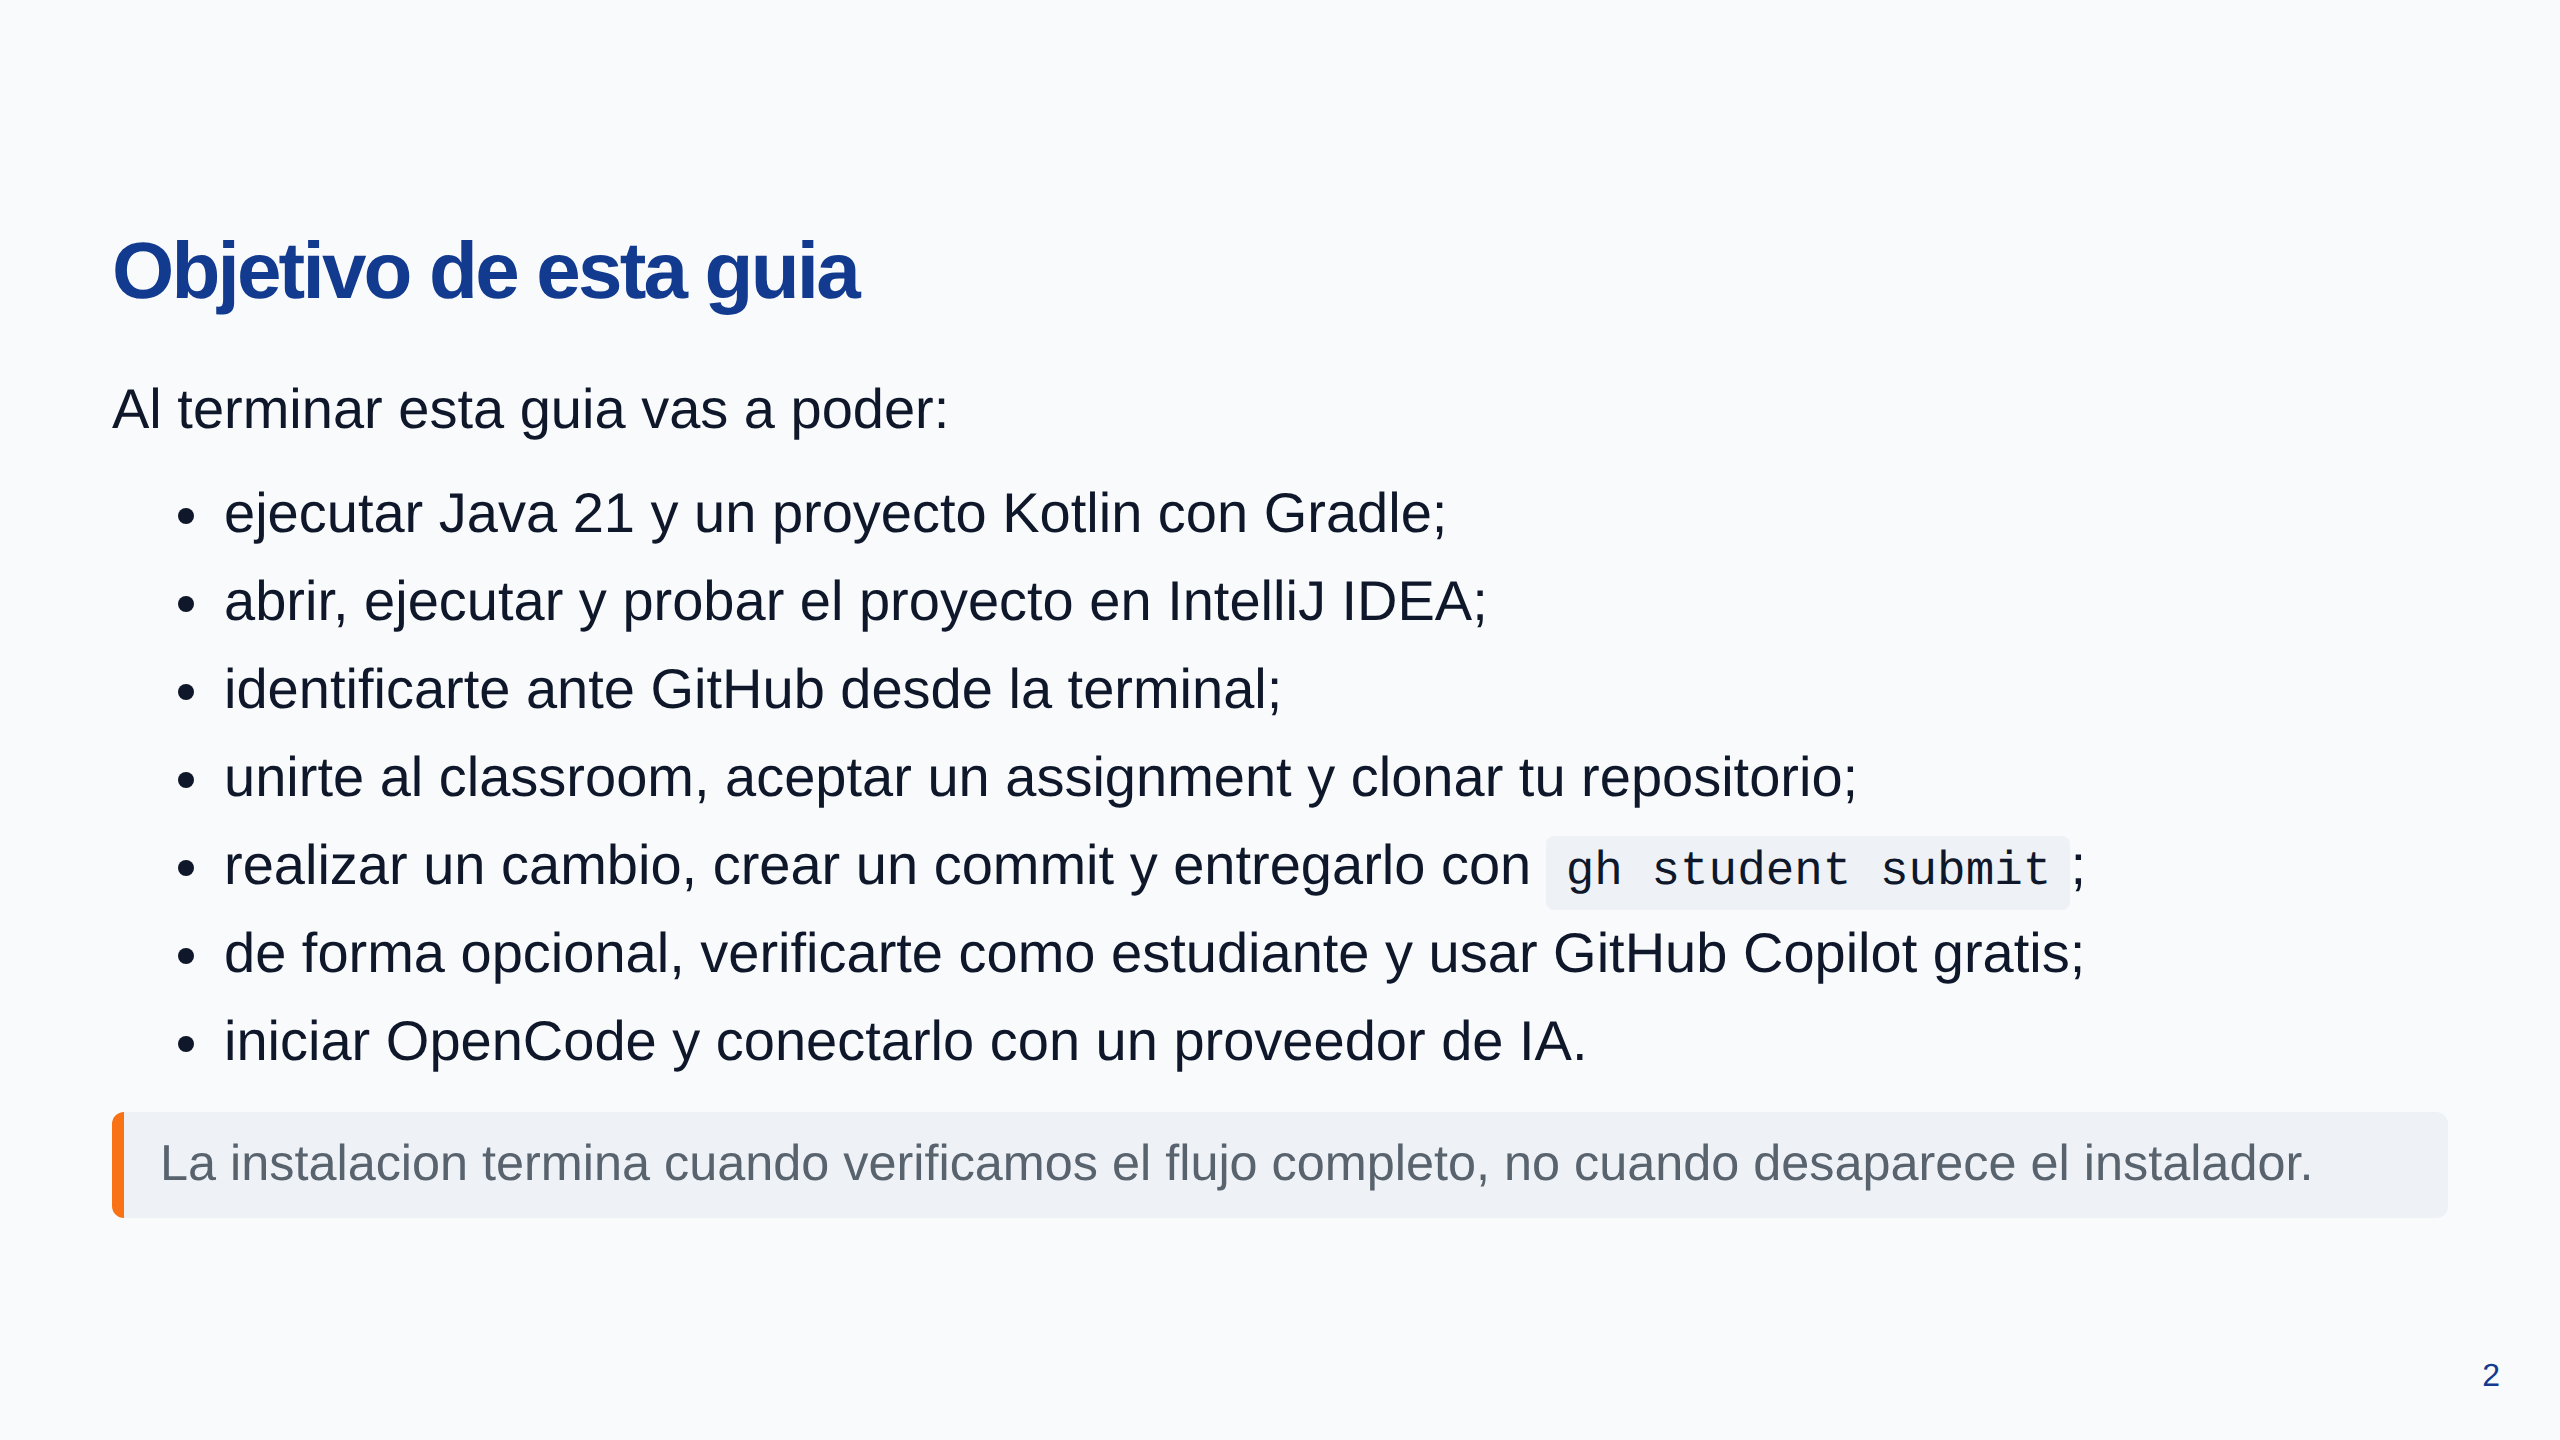 Objetivo de esta guia
Al terminar esta guia vas a poder:
• ejecutar Java 21 y un proyecto Kotlin con Gradle;
• abrir, ejecutar y probar el proyecto en IntelliJ IDEA;
• identificarte ante GitHub desde la terminal;
• unirte al classroom, aceptar un assignment y clonar tu repositorio;
• realizar un cambio, crear un commit y entregarlo con gh student submit;
• de forma opcional, verificarte como estudiante y usar GitHub Copilot gratis;
• iniciar OpenCode y conectarlo con un proveedor de IA.
La instalacion termina cuando verificamos el flujo completo, no cuando desaparece el instalador.
2